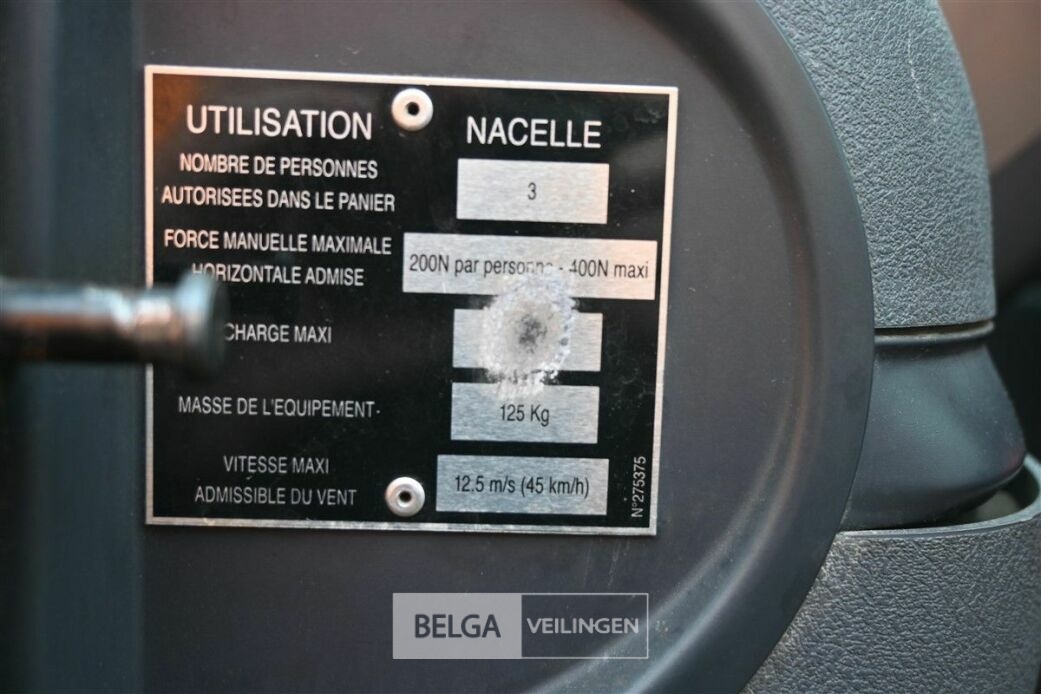 UTILISATION NACELLE
NOMBRE DE PERSONNES
AUTORISEES DANS LE PANIER 3
FORCE MANUELLE MAXIMALE
HORIZONTALE ADMISE 200N par personne - 400N maxi
CHARGE MAXI
MASSE DE L'EQUIPEMENT 125 Kg
VITESSE MAXI
ADMISSIBLE DU VENT 12.5 m/s (45 km/h)
N°275375
BELGA VEILINGEN